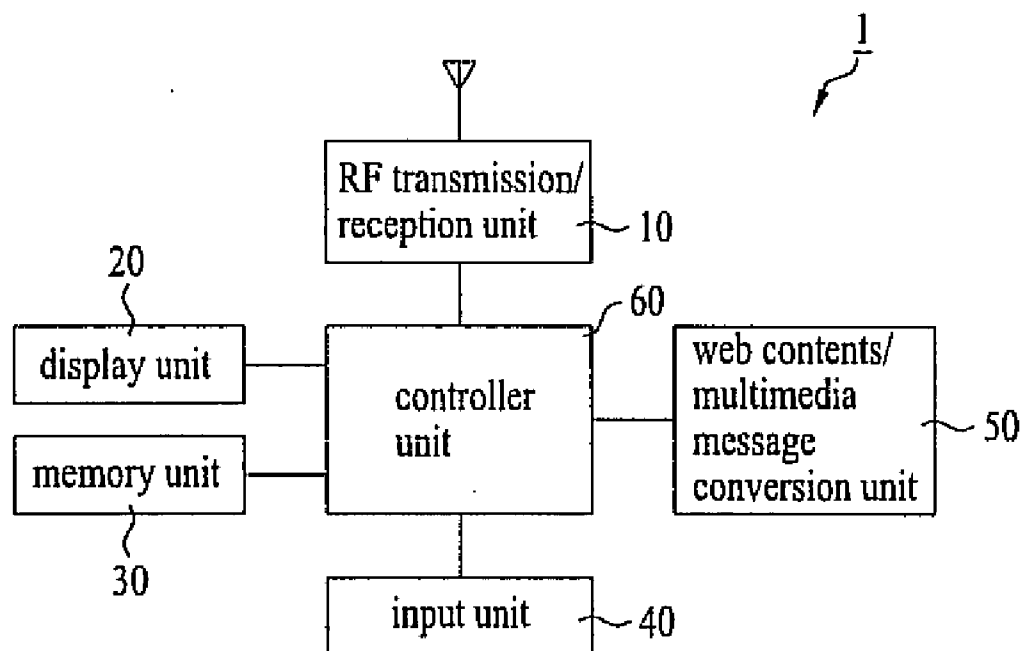 1
RF transmission/
reception unit
10
20
60
display unit
controller
unit
web contents/
multimedia
message
conversion unit
50
memory unit
30
input unit
40